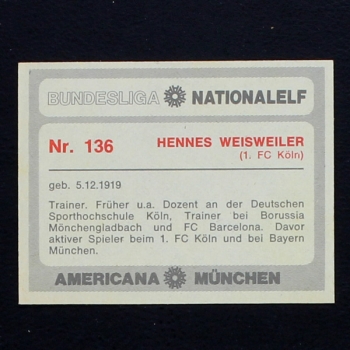 BUNDESLIGA NATIONALELF
Nr. 136 HENNES WEISWEILER
(1. FC Köln)
geb. 5.12.1919
Trainer. Früher u.a. Dozent an der Deutschen
Sporthochschule Köln, Trainer bei Borussia
Mönchengladbach und FC Barcelona. Davor
aktiver Spieler beim 1. FC Köln und bei Bayern
München.
AMERICANA MÜNCHEN